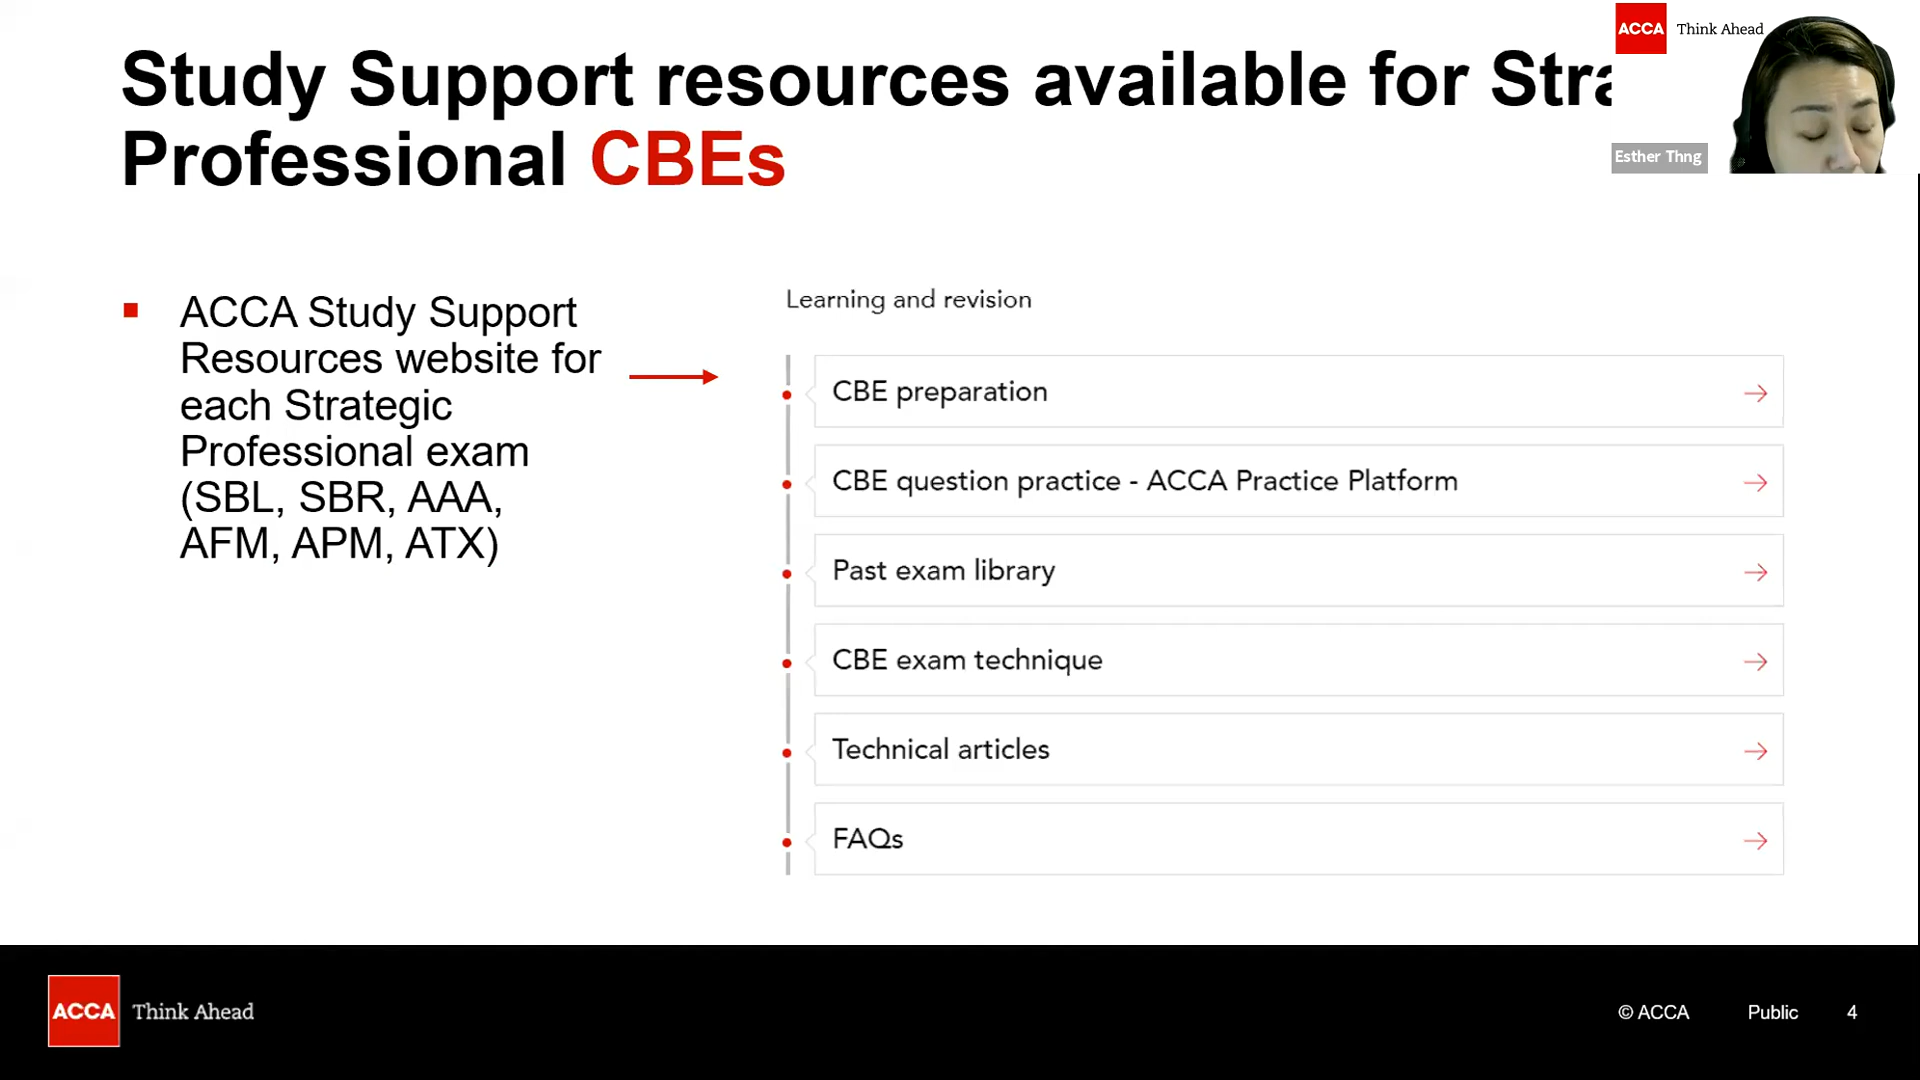 ACCA Think Ahead
Study Support resources available for Stra
Professional CBEs
Esther Thng
ACCA Study Support
Resources website for
each Strategic
Professional exam
(SBL, SBR, AAA,
AFM, APM, ATX)
Learning and revision
CBE preparation
CBE question practice - ACCA Practice Platform
Past exam library
CBE exam technique
Technical articles
FAQs
ACCA Think Ahead
© ACCA Public 4